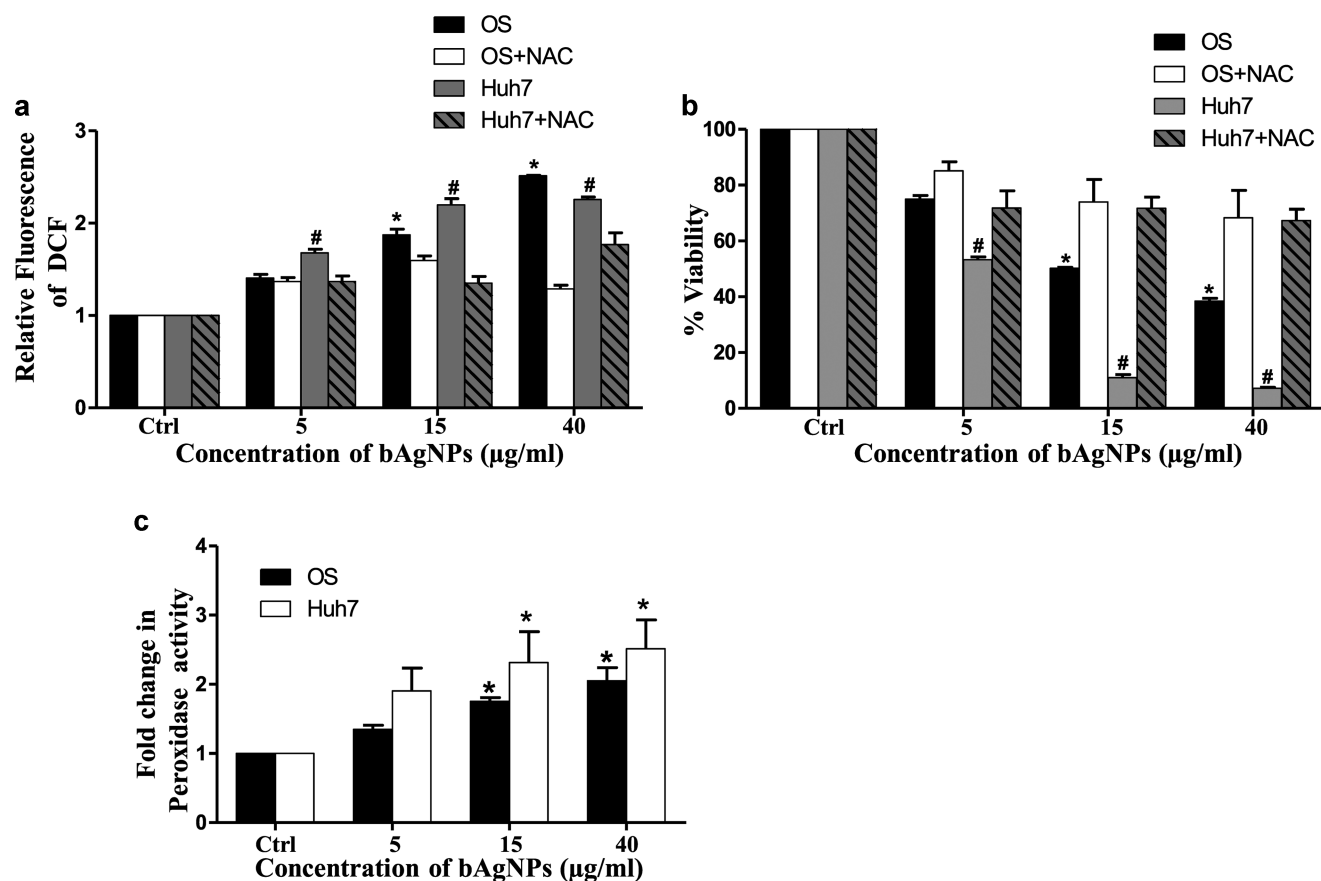 a
OS
OS+NAC
Huh7
Huh7+NAC
Relative Fluorescence
of DCF
3
2
1
0
*
*
#
#
#
Ctrl
5
15
40
Concentration of bAgNPs (µg/ml)
b
OS
OS+NAC
Huh7
Huh7+NAC
% Viability
100
80
60
40
20
0
#
*
*
#
#
Ctrl
5
15
40
Concentration of bAgNPs (µg/ml)
c
OS
Huh7
Fold change in
Peroxidase activity
4
3
2
1
0
*
*
*
*
Ctrl
5
15
40
Concentration of bAgNPs (µg/ml)